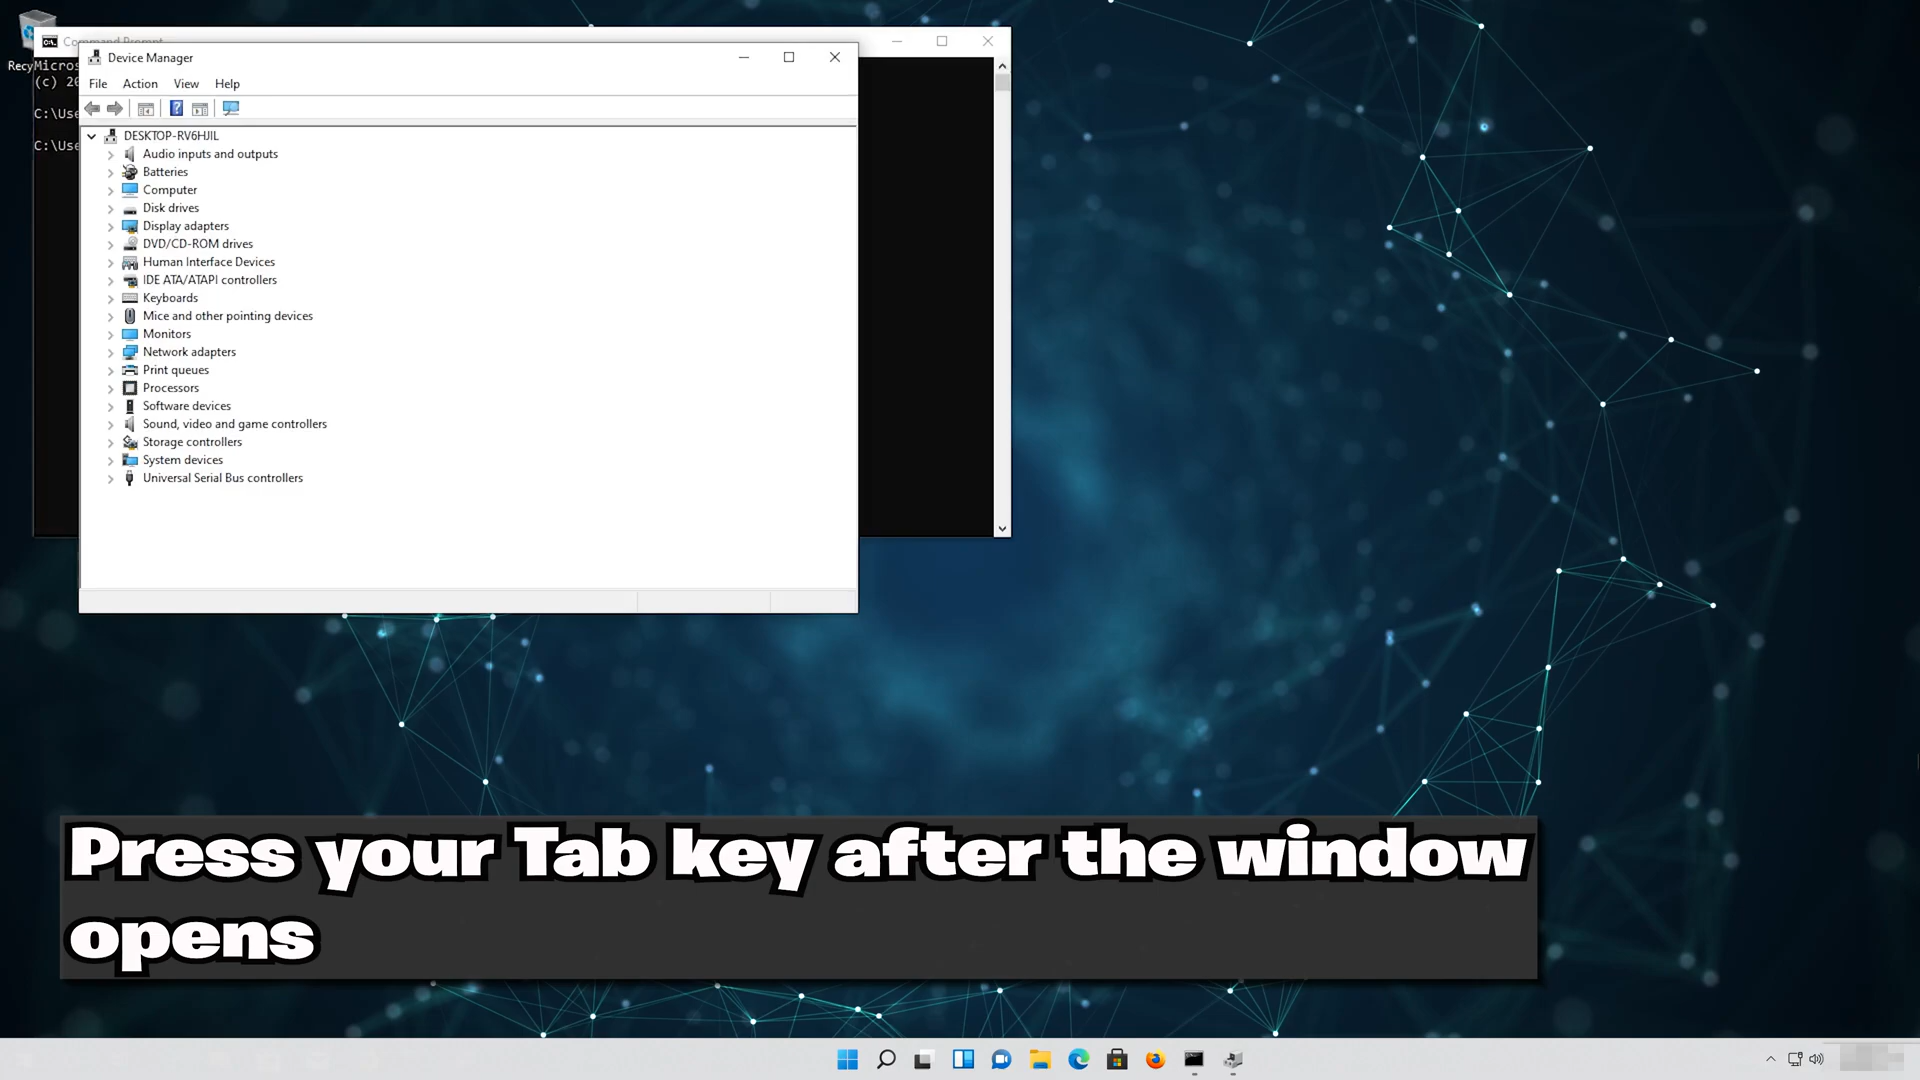 Command Prompt
Device Manager
Recy
Micros
(c) 20
File Action View Help
C:\Use
C:\Use
DESKTOP-RV6HJIL
Audio inputs and outputs
Batteries
Computer
Disk drives
Display adapters
DVD/CD-ROM drives
Human Interface Devices
IDE ATA/ATAPI controllers
Keyboards
Mice and other pointing devices
Monitors
Network adapters
Print queues
Processors
Software devices
Sound, video and game controllers
Storage controllers
System devices
Universal Serial Bus controllers
Press your Tab key after the window
opens